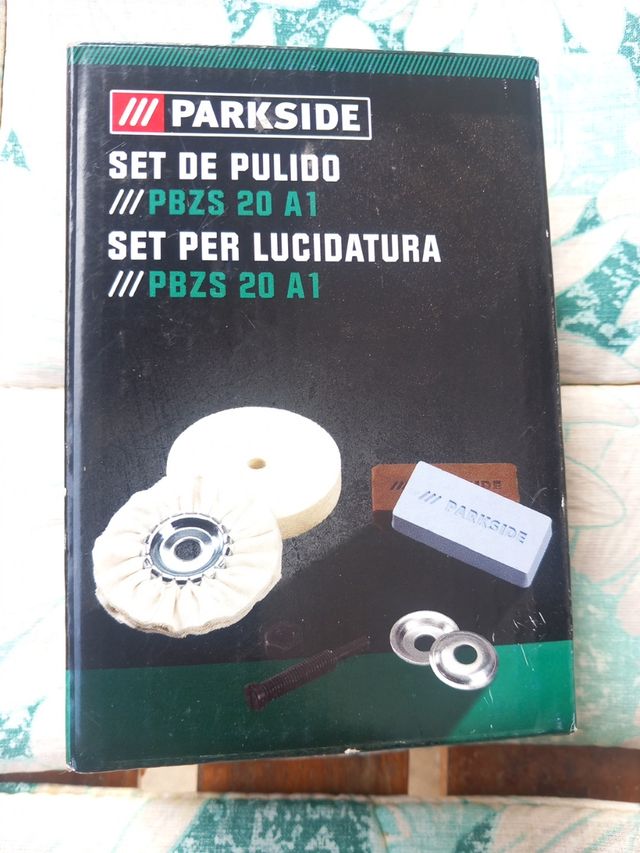 /// PARKSIDE
SET DE PULIDO
/// PBZS 20 A1
SET PER LUCIDATURA
/// PBZS 20 A1
/// PARKSIDE